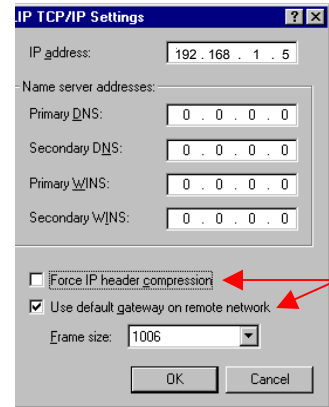 .IP TCP/IP Settings
IP address: 192.168 . 1 . 5
Name server addresses:
Primary DNS: 0 . 0 . 0 . 0
Secondary DNS: 0 . 0 . 0 . 0
Primary WINS: 0 . 0 . 0 . 0
Secondary WINS: 0 . 0 . 0 . 0
Force IP header compression
Use default gateway on remote network
Frame size: 1006
OK Cancel